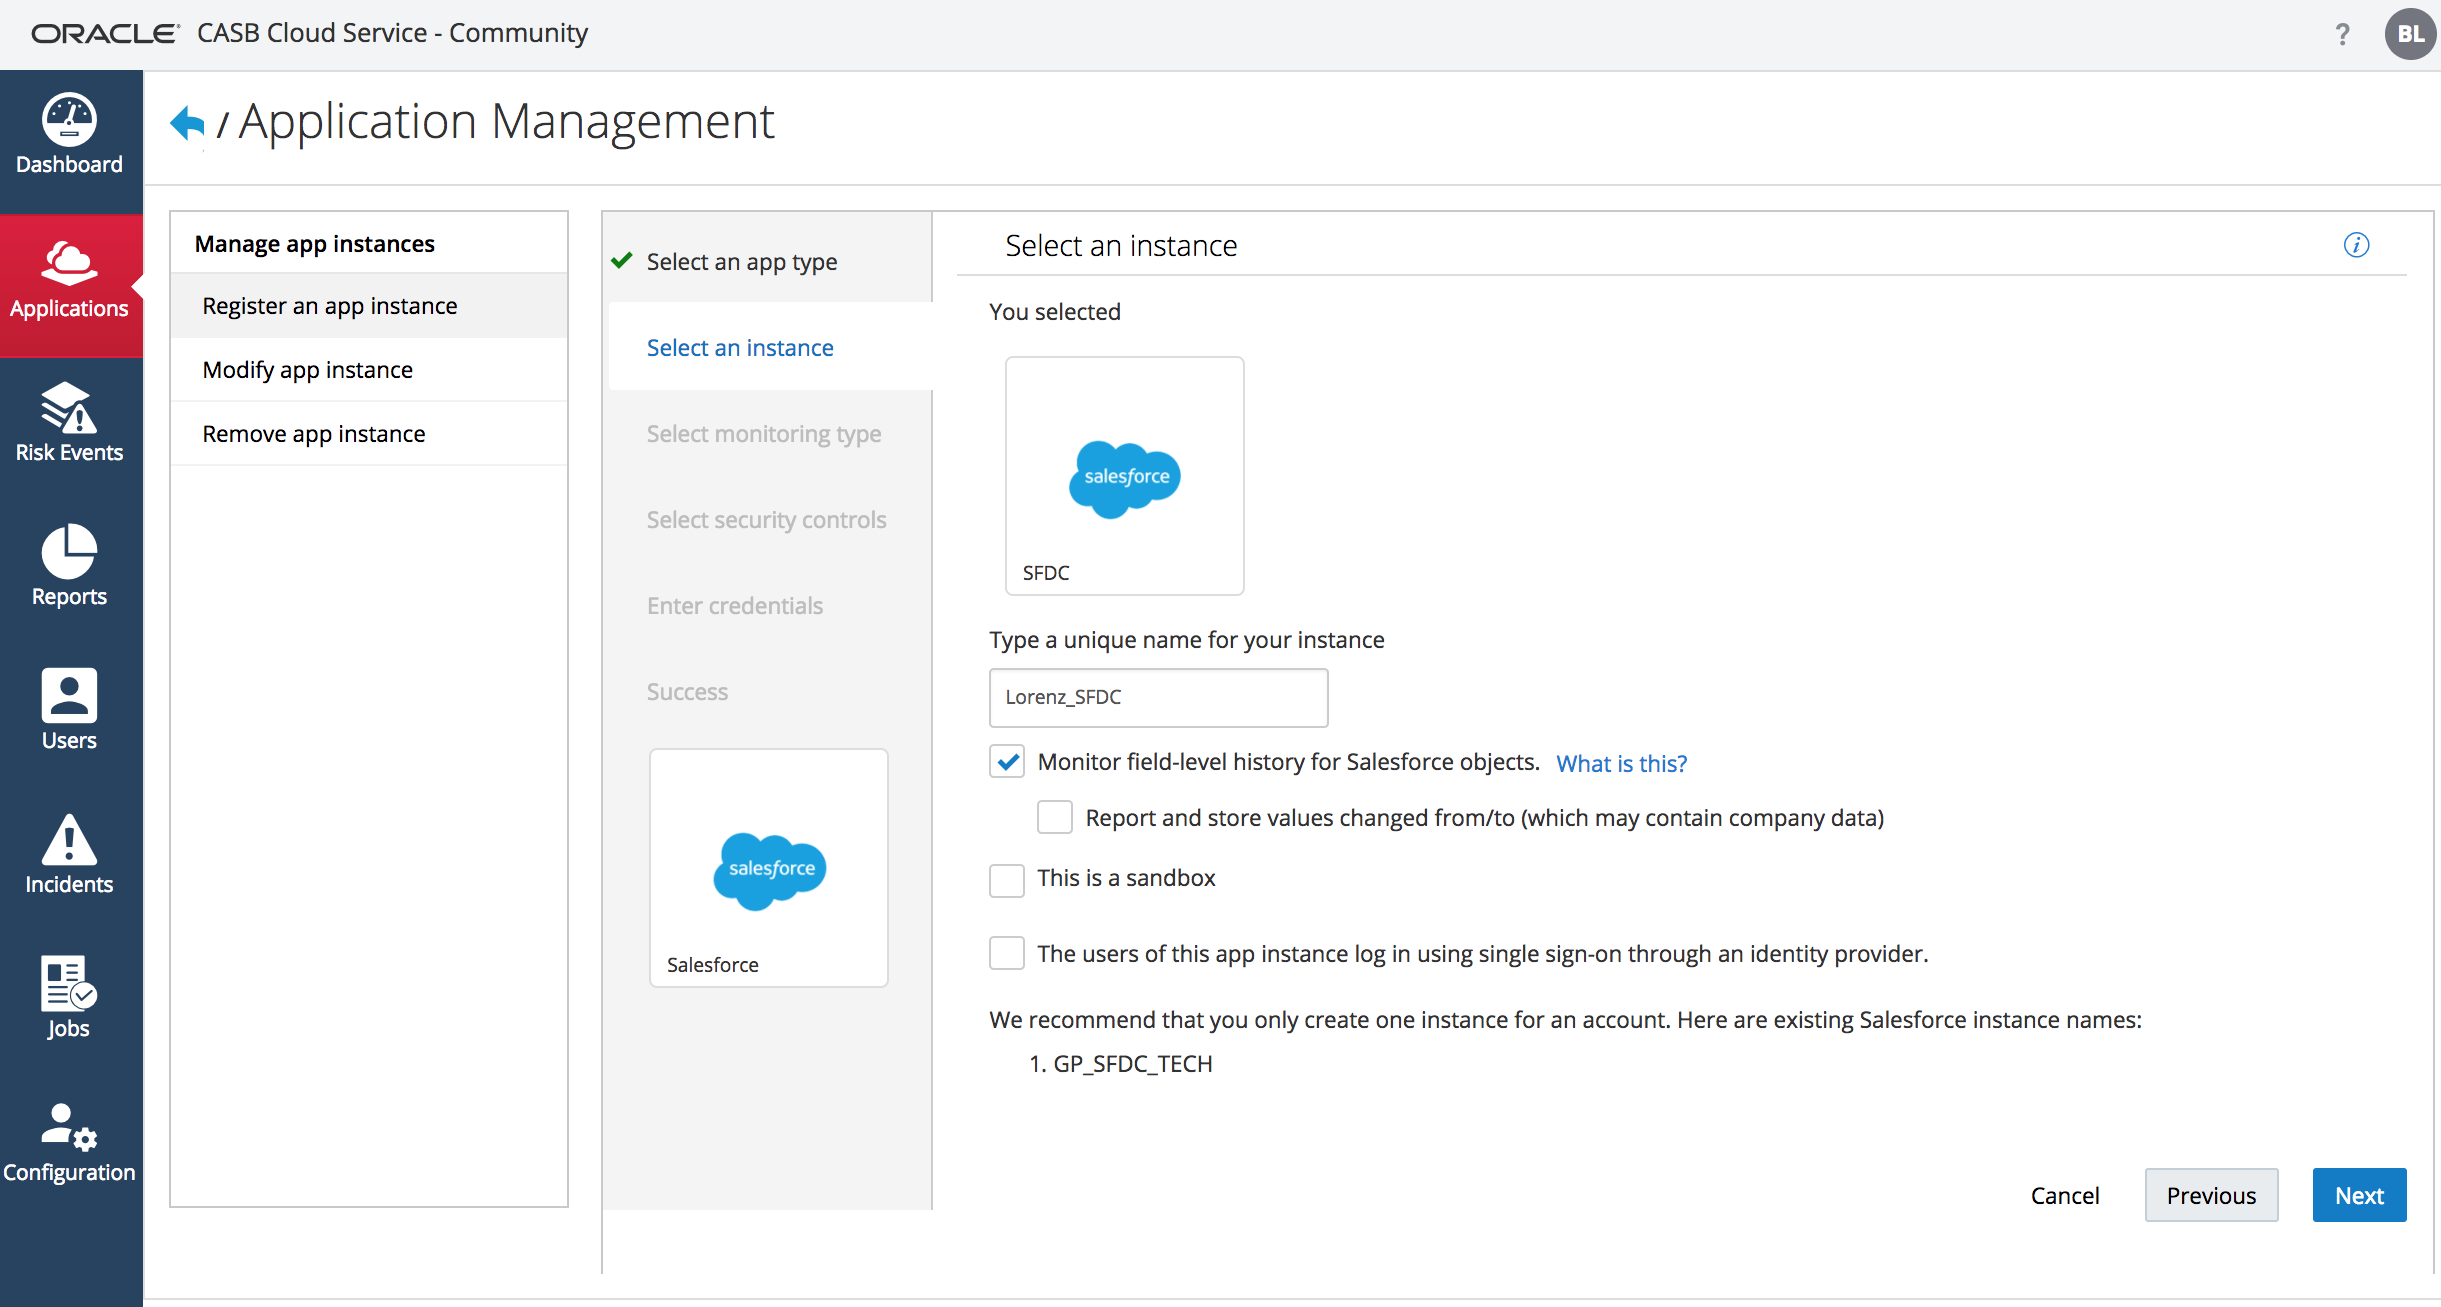 ORACLE CASB Cloud Service - Community
?
BL
/ Application Management
Dashboard
Applications
Risk Events
Reports
Users
Incidents
Jobs
Configuration
Manage app instances
Register an app instance
Modify app instance
Remove app instance
Select an app type
Select an instance
Select monitoring type
Select security controls
Enter credentials
Success
salesforce
Salesforce
Select an instance
i
You selected
salesforce
SFDC
Type a unique name for your instance
Lorenz_SFDC
Monitor field-level history for Salesforce objects. What is this?
Report and store values changed from/to (which may contain company data)
This is a sandbox
The users of this app instance log in using single sign-on through an identity provider.
We recommend that you only create one instance for an account. Here are existing Salesforce instance names:
1. GP_SFDC_TECH
Cancel
Previous
Next